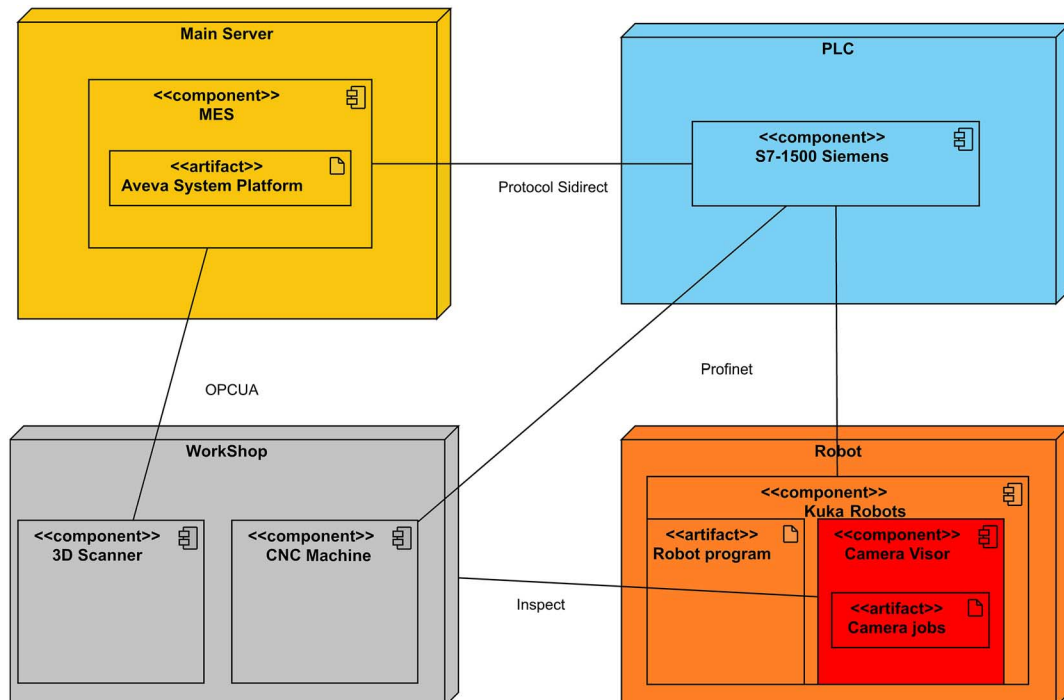 Main Server
<<component>>
MES
<<artifact>>
Aveva System Platform
PLC
<<component>>
S7-1500 Siemens
Protocol Sidirect
OPCUA
Profinet
WorkShop
<<component>>
3D Scanner
<<component>>
CNC Machine
Inspect
Robot
<<component>>
Kuka Robots
<<artifact>>
Robot program
<<component>>
Camera Visor
<<artifact>>
Camera jobs